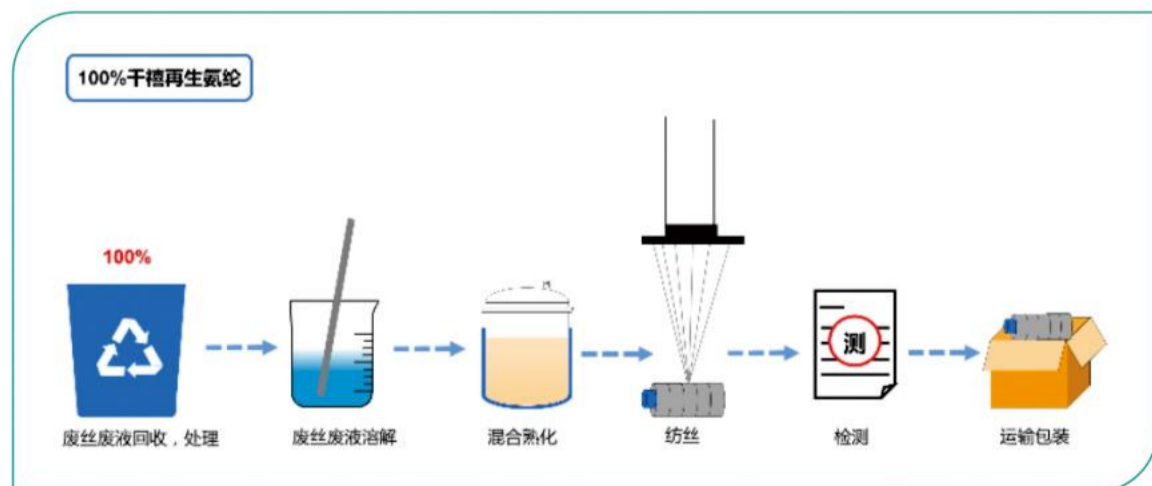 100%千禧再生氨纶
100%
测
废丝废液回收，处理
废丝废液溶解
混合熟化
纺丝
检测
运输包装